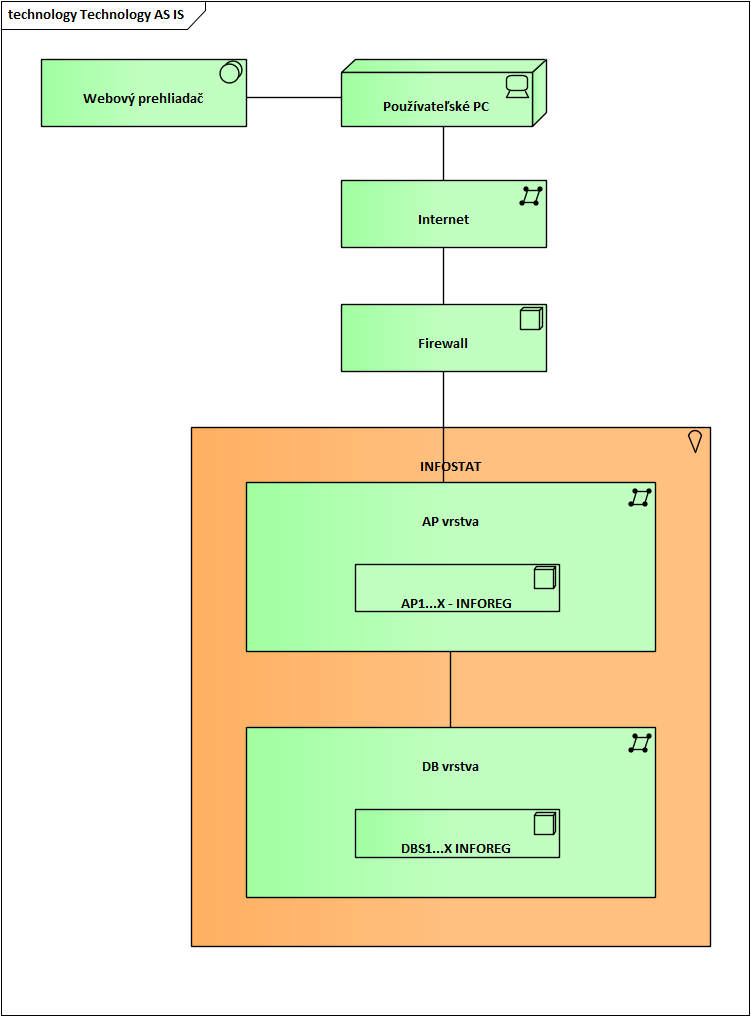 technology Technology AS IS
Webový prehliadač
Používateľské PC
Internet
Firewall
INFOSTAT
AP vrstva
AP1...X - INFOREG
DB vrstva
DBS1...X INFOREG